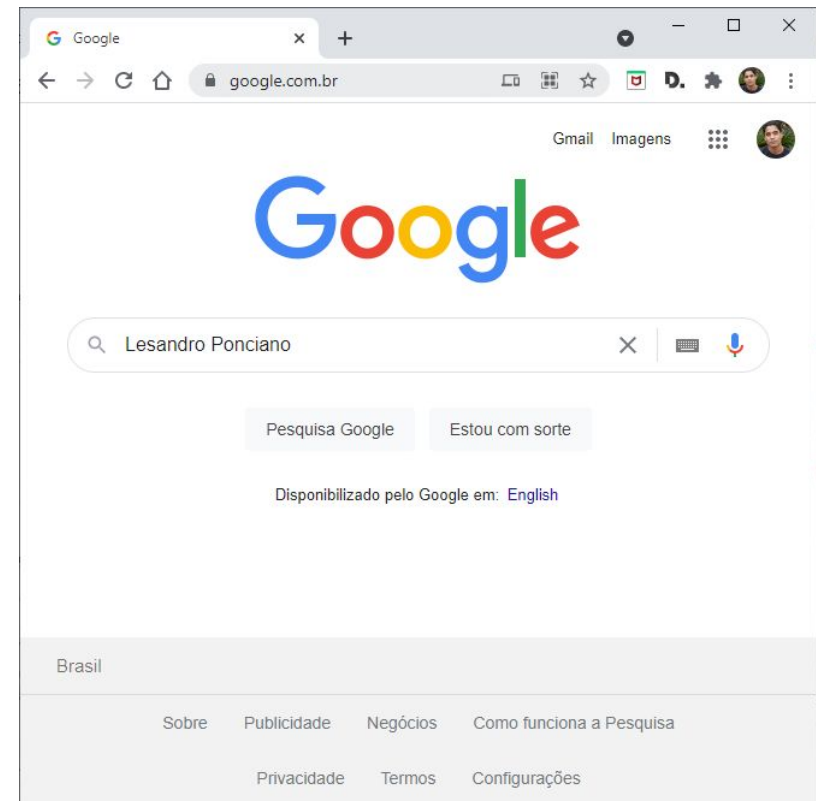 Google
google.com.br
D.
Gmail Imagens
Google
Lesandro Ponciano
Pesquisa Google Estou com sorte
Disponibilizado pelo Google em: English
Brasil
Sobre Publicidade Negócios Como funciona a Pesquisa
Privacidade Termos Configurações